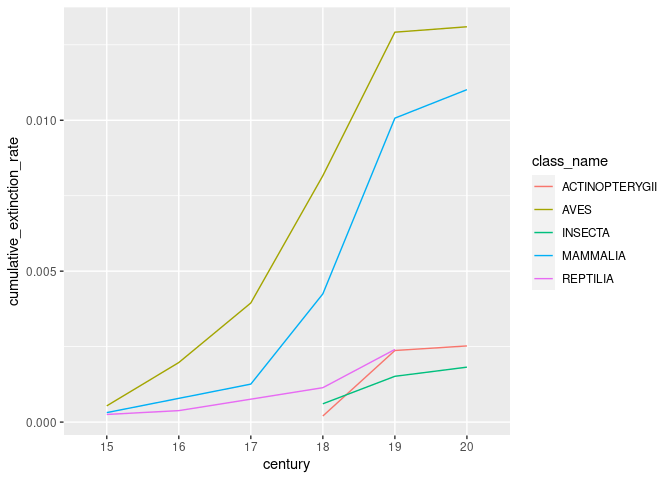 cumulative_extinction_rate
0.010
0.005
0.000
15 16 17 18 19 20
century
class_name
ACTINOPTERYGII
AVES
INSECTA
MAMMALIA
REPTILIA